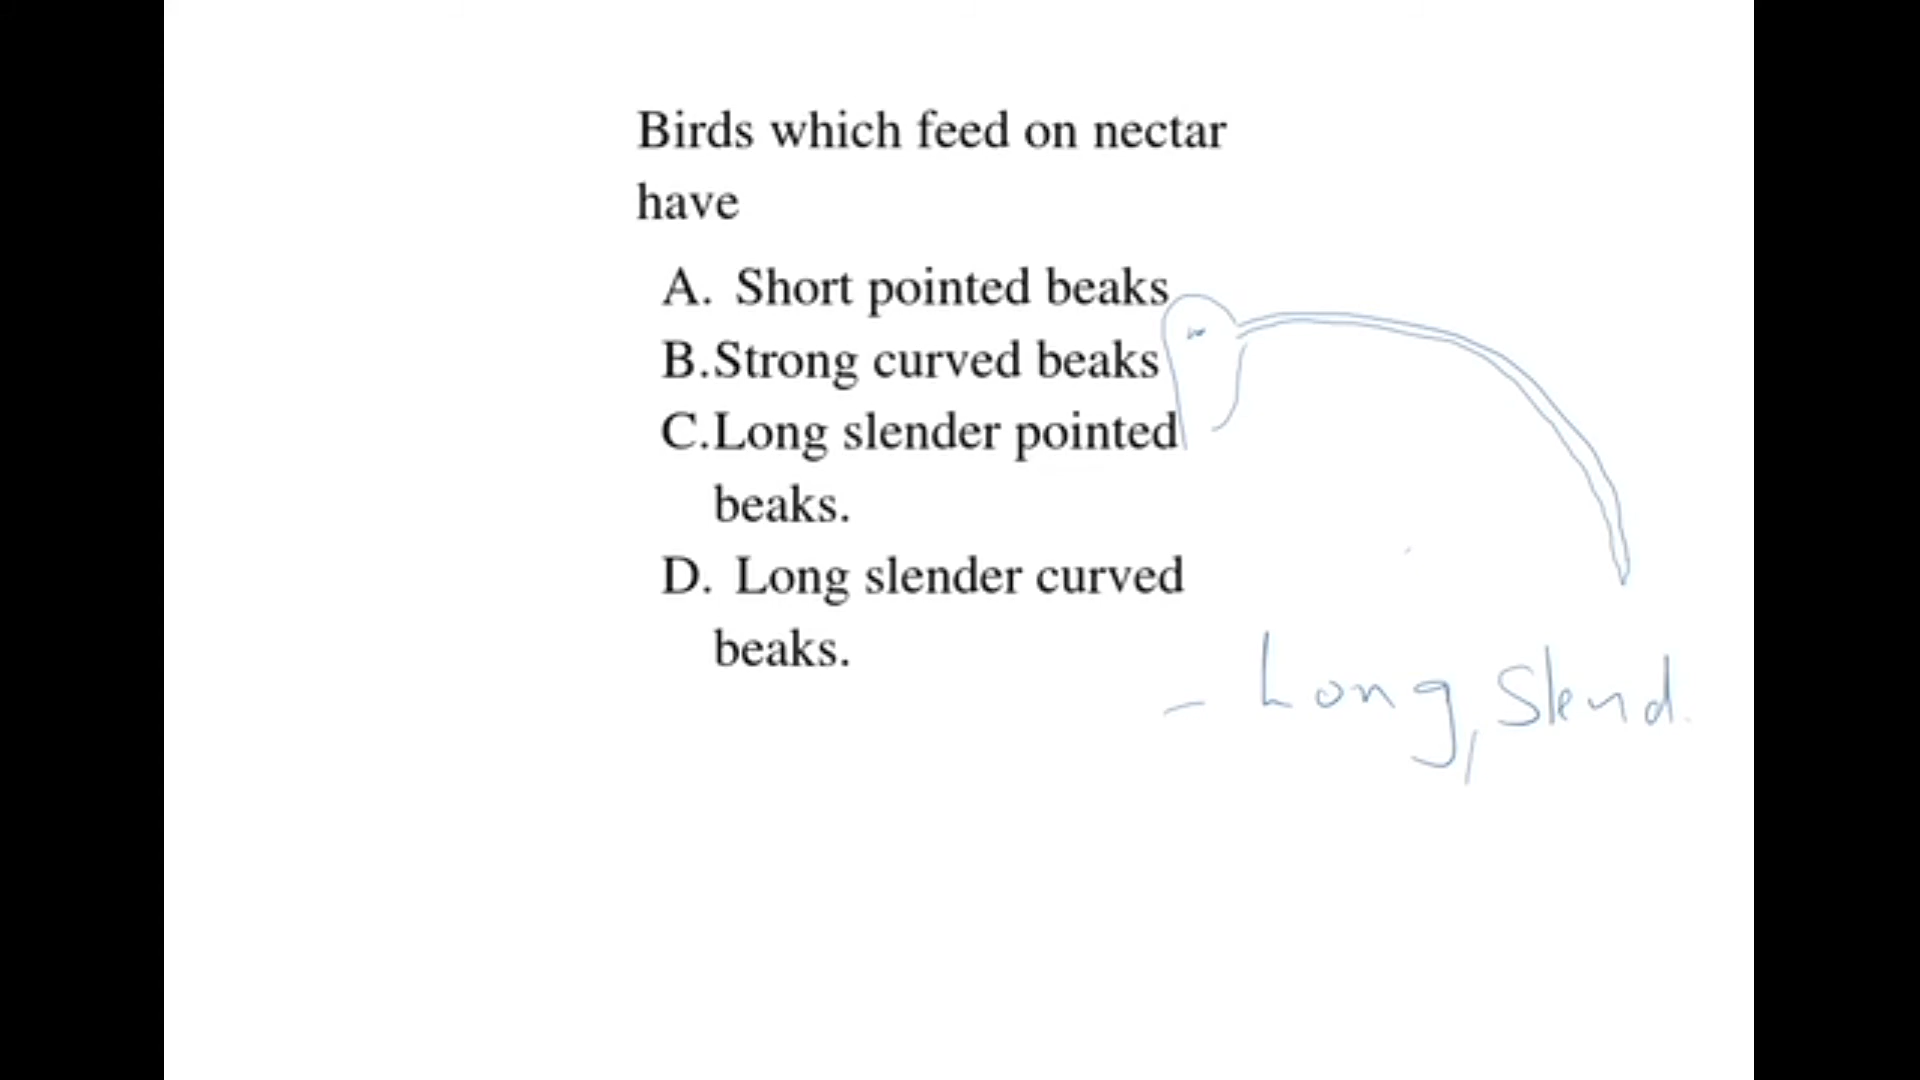 Birds which feed on nectar
have
A. Short pointed beaks
B.Strong curved beaks
C.Long slender pointed
beaks.
D. Long slender curved
beaks.
- Long, Slend.